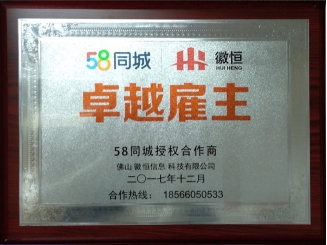 58同城 徽恒
HUI HENG
卓越雇主
58同城授权合作商
佛山 徽恒信息 科技有限公司
二〇一七年十二月
合作热线： 18566050533